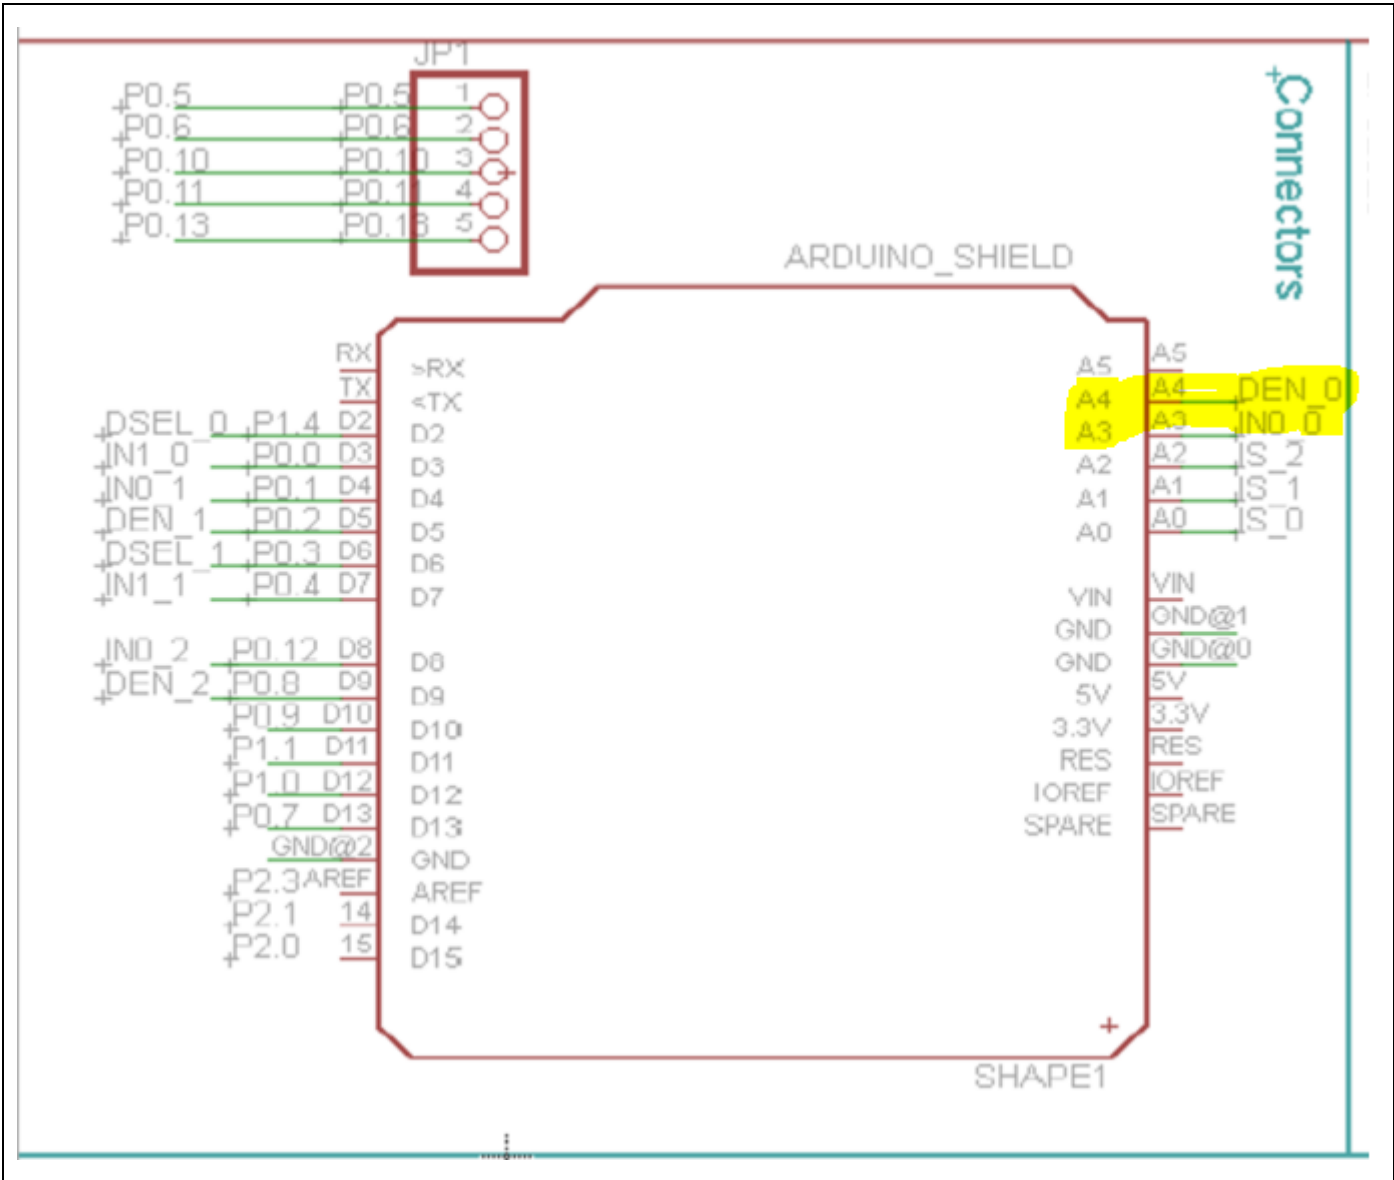 JP1
P0.5 P0.5 1
P0.6 P0.6 2
P0.10 P0.10 3
P0.11 P0.11 4
P0.13 P0.13 5
Connectors
ARDUINO_SHIELD
RX >RX A5 A5
TX <TX A4 A4 DEN_0
DSEL_0 P1.4 D2 D2 A3 A3 IN0_0
IN1_0 P0.0 D3 D3 A2 A2 IS_2
IN0_1 P0.1 D4 D4 A1 A1 IS_1
DEN_1 P0.2 D5 D5 A0 A0 IS_0
DSEL_1 P0.3 D6 D6
IN1_1 P0.4 D7 D7 VIN VIN
GND GND@1
IN0_2 P0.12 D8 D8 GND GND@0
DEN_2 P0.8 D9 D9 5V 5V
P0.9 D10 D10 3.3V 3.3V
P1.1 D11 D11 RES RES
P1.0 D12 D12 IOREF IOREF
P0.7 D13 D13 SPARE SPARE
GND@2 GND
P2.3 AREF AREF
P2.1 14 D14
P2.0 15 D15
SHAPE1